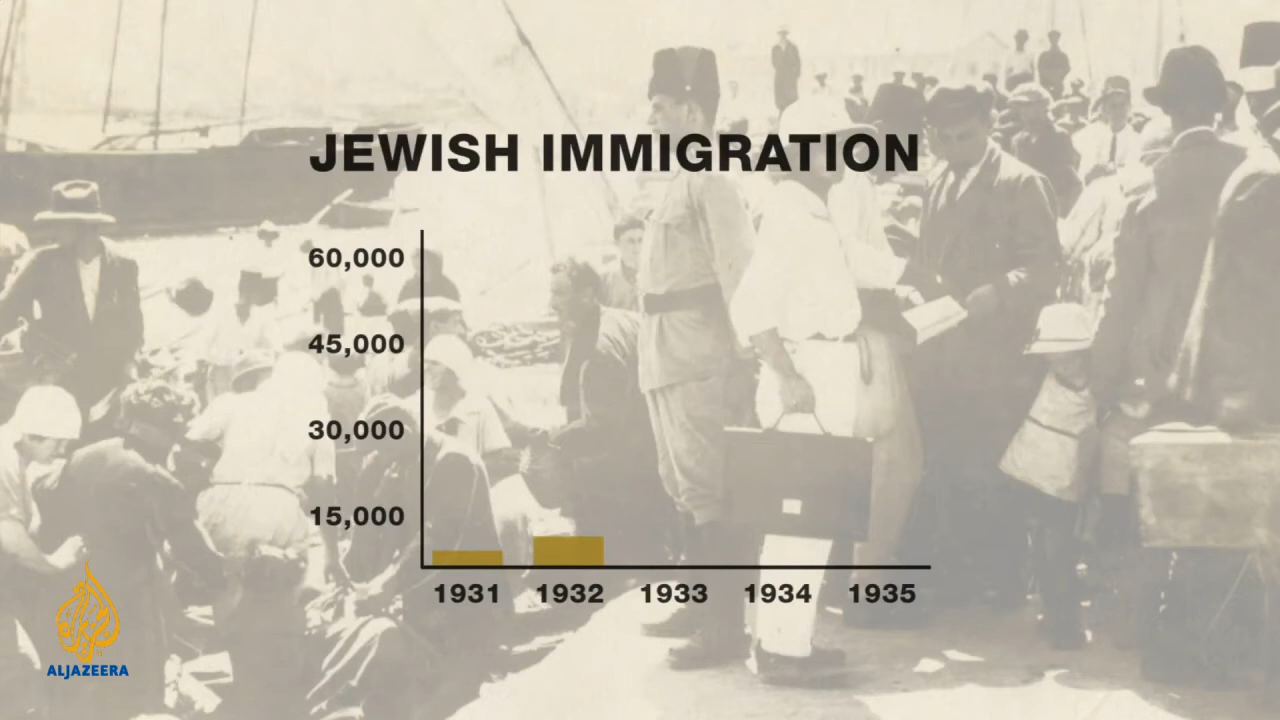 JEWISH IMMIGRATION
60,000
45,000
30,000
15,000
1931 1932 1933 1934 1935
ALJAZEERA